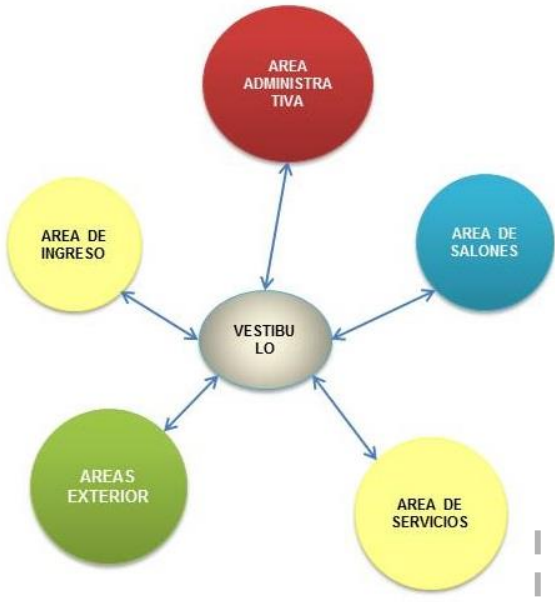 AREA
ADMINISTRA
TIVA
AREA DE
INGRESO
AREA DE
SALONES
VESTIBU
LO
AREAS
EXTERIOR
AREA DE
SERVICIOS